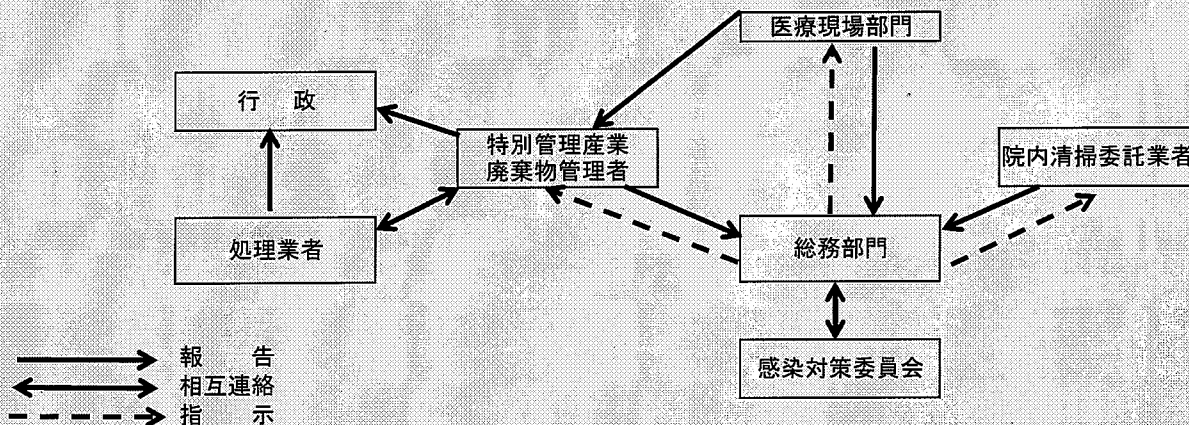 医療現場部門
行 政
特別管理産業
廃棄物管理者
院内清掃委託業者
処理業者
総務部門
感染対策委員会
報 告
相互連絡
指 示